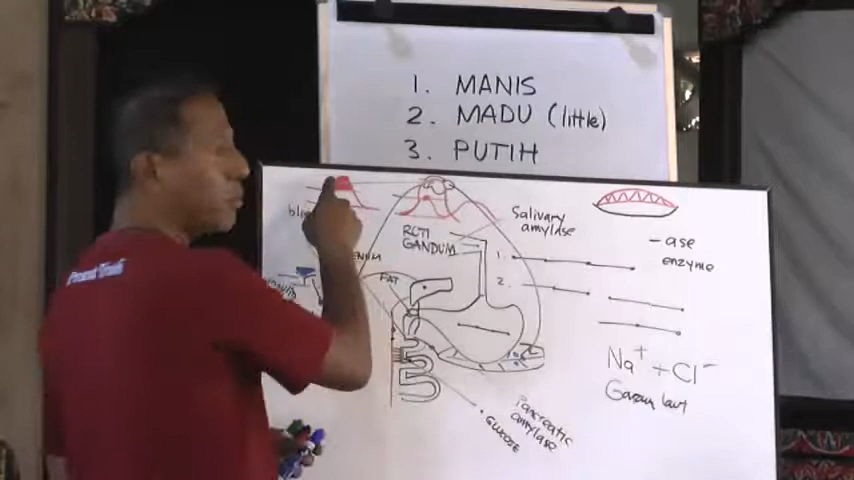 1. MANIS
2. MADU (little)
3. PUTIH
Salivary
amylase
RCTI
GANDUM
-ase
enzyme
FAT
1.
2.
Na+ + Cl-
Garam laut
Pancreatic
amylase
GLUCOSE